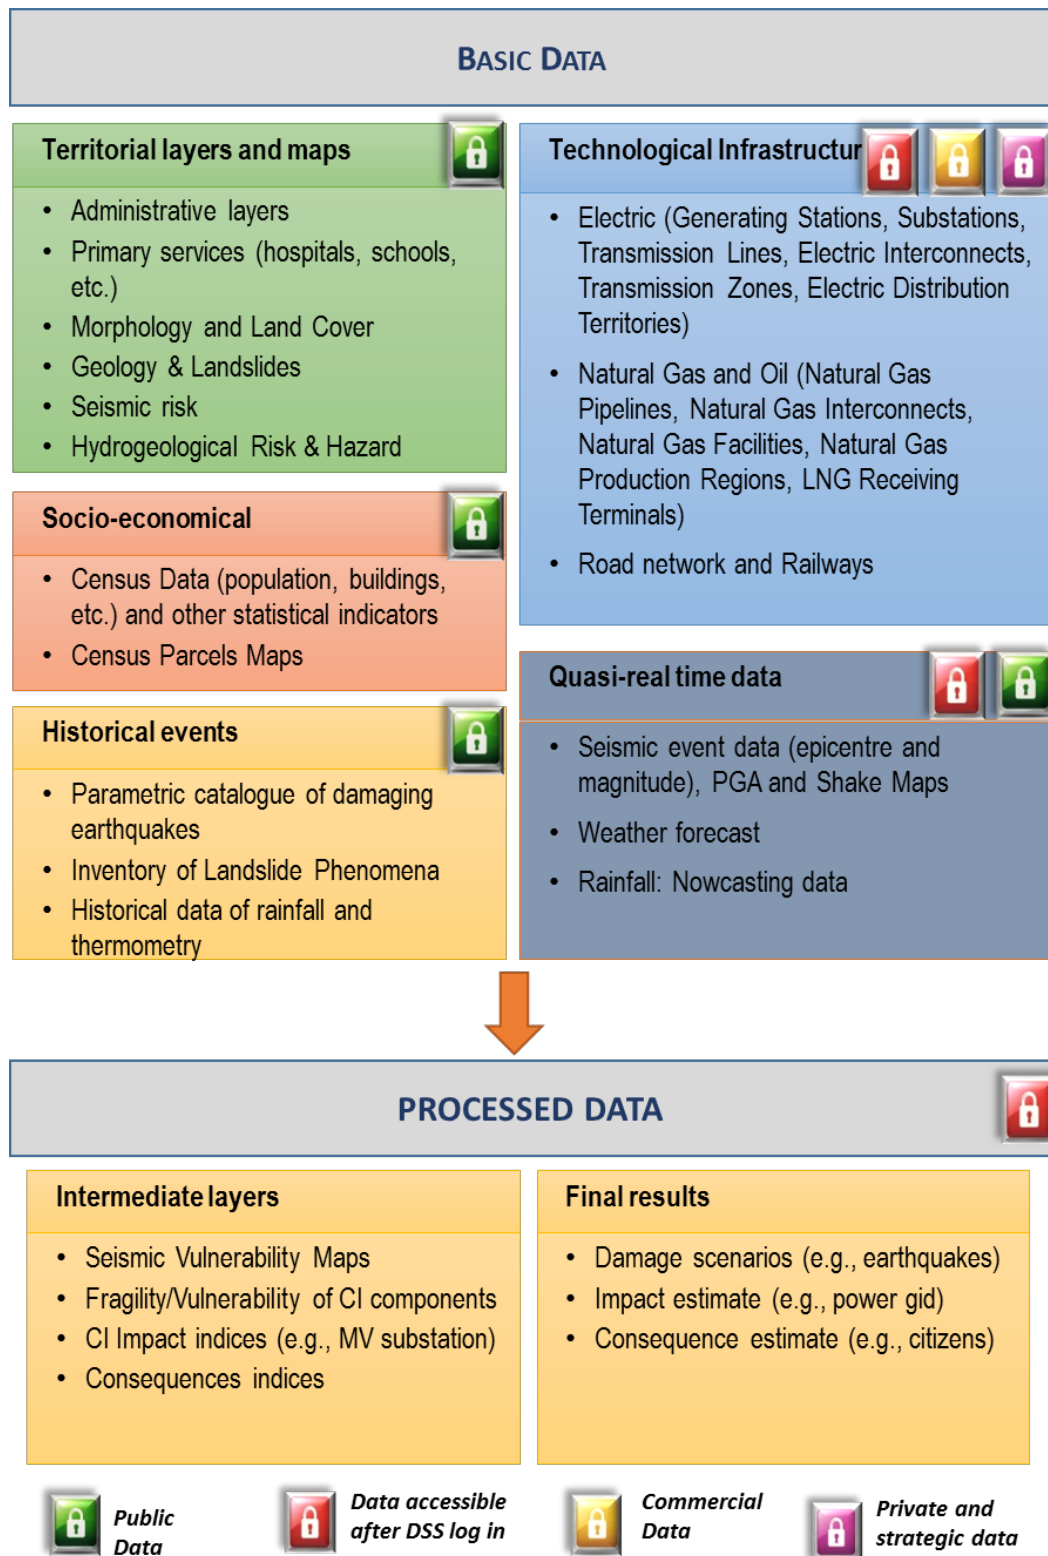 BASIC DATA
Territorial layers and maps
• Administrative layers
• Primary services (hospitals, schools,
etc.)
• Morphology and Land Cover
• Geology & Landslides
• Seismic risk
• Hydrogeological Risk & Hazard
Socio-economical
• Census Data (population, buildings,
etc.) and other statistical indicators
• Census Parcels Maps
Historical events
• Parametric catalogue of damaging
earthquakes
• Inventory of Landslide Phenomena
• Historical data of rainfall and
thermometry
Technological Infrastructur
• Electric (Generating Stations, Substations,
Transmission Lines, Electric Interconnects,
Transmission Zones, Electric Distribution
Territories)
• Natural Gas and Oil (Natural Gas
Pipelines, Natural Gas Interconnects,
Natural Gas Facilities, Natural Gas
Production Regions, LNG Receiving
Terminals)
• Road network and Railways
Quasi-real time data
• Seismic event data (epicentre and
magnitude), PGA and Shake Maps
• Weather forecast
• Rainfall: Nowcasting data
PROCESSED DATA
Intermediate layers
• Seismic Vulnerability Maps
• Fragility/Vulnerability of CI components
• CI Impact indices (e.g., MV substation)
• Consequences indices
Final results
• Damage scenarios (e.g., earthquakes)
• Impact estimate (e.g., power gid)
• Consequence estimate (e.g., citizens)
Public
Data
Data accessible
after DSS log in
Commercial
Data
Private and
strategic data